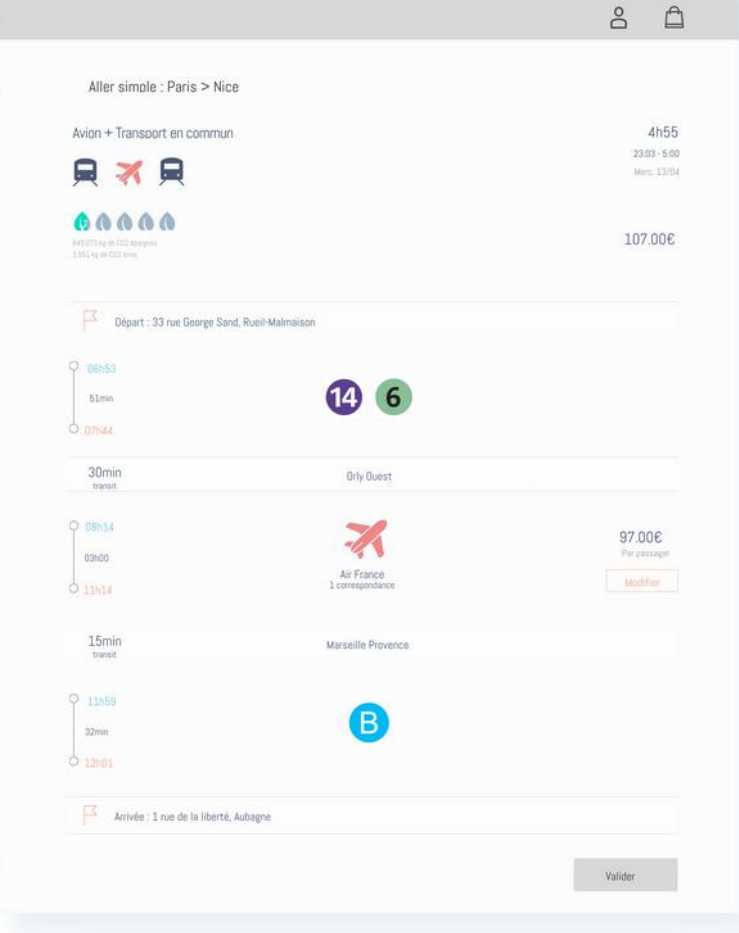 Aller simple : Paris > Nice
Avion + Transport en commun
4h55
23:03 - 5:00
Merc. 13/04
107.00€
Départ : 33 rue George Sand, Rueil-Malmaison
06h53
51min
14 6
07h44
30min
transit
Orly Ouest
08h14
03h00
11h14
Air France
1 correspondance
97.00€
Par passager
Modifier
15min
transit
Marseille Provence
11h59
32min
B
12h01
Arrivée : 1 rue de la liberté, Aubagne
Valider